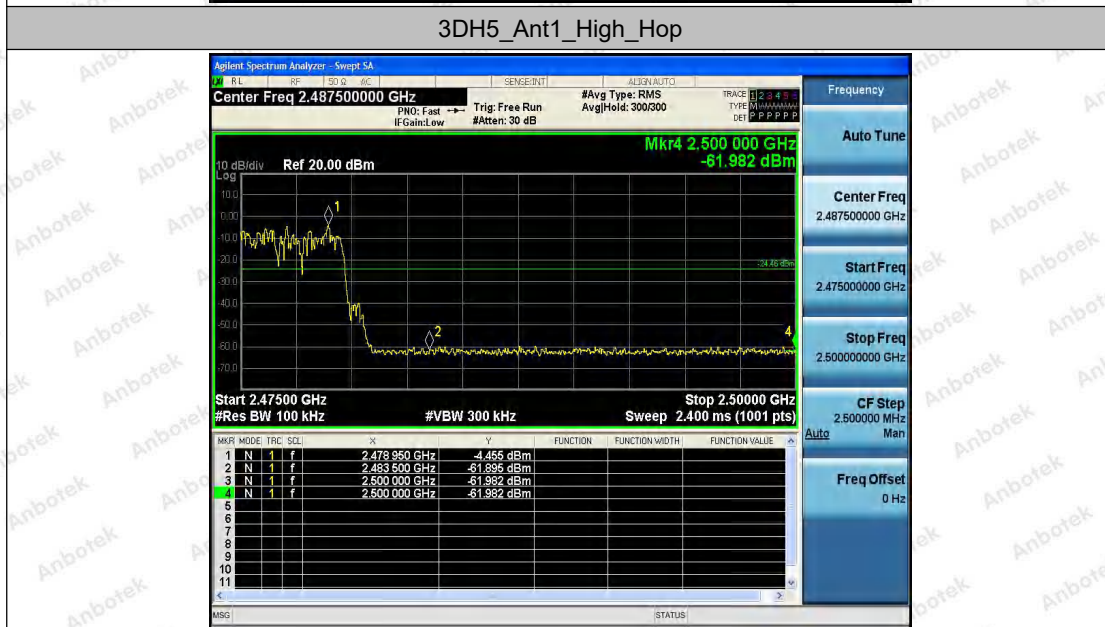 3DH5_Ant1_High_Hop
Agilent Spectrum Analyzer - Swept SA
RL RF 50 Ω AC SENSE:INT ALIGN AUTO
Center Freq 2.487500000 GHz
PNO: Fast
IFGain:Low
Trig: Free Run
#Atten: 30 dB
#Avg Type: RMS
Avg|Hold: 300/300
TRACE 1 2 3 4 5 6
TYPE M
DET P P P P P P
Frequency
Mkr4 2.500 000 GHz
-61.982 dBm
10 dB/div Ref 20.00 dBm
Log
10.0
0.00
-10.0
-20.0
-30.0
-40.0
-50.0
-60.0
-70.0
1
2
4
-24.46 dBm
Start 2.47500 GHz Stop 2.50000 GHz
#Res BW 100 kHz #VBW 300 kHz Sweep 2.400 ms (1001 pts)
MKR MODE TRC SCL X Y FUNCTION FUNCTION WIDTH FUNCTION VALUE
1 N 1 f 2.478 950 GHz -4.455 dBm
2 N 1 f 2.483 500 GHz -61.895 dBm
3 N 1 f 2.500 000 GHz -61.982 dBm
4 N 1 f 2.500 000 GHz -61.982 dBm
5
6
7
8
9
10
11
MSG STATUS
Auto Tune
Center Freq
2.487500000 GHz
Start Freq
2.475000000 GHz
Stop Freq
2.500000000 GHz
CF Step
2.500000 MHz
Auto Man
Freq Offset
0 Hz
Anbotek